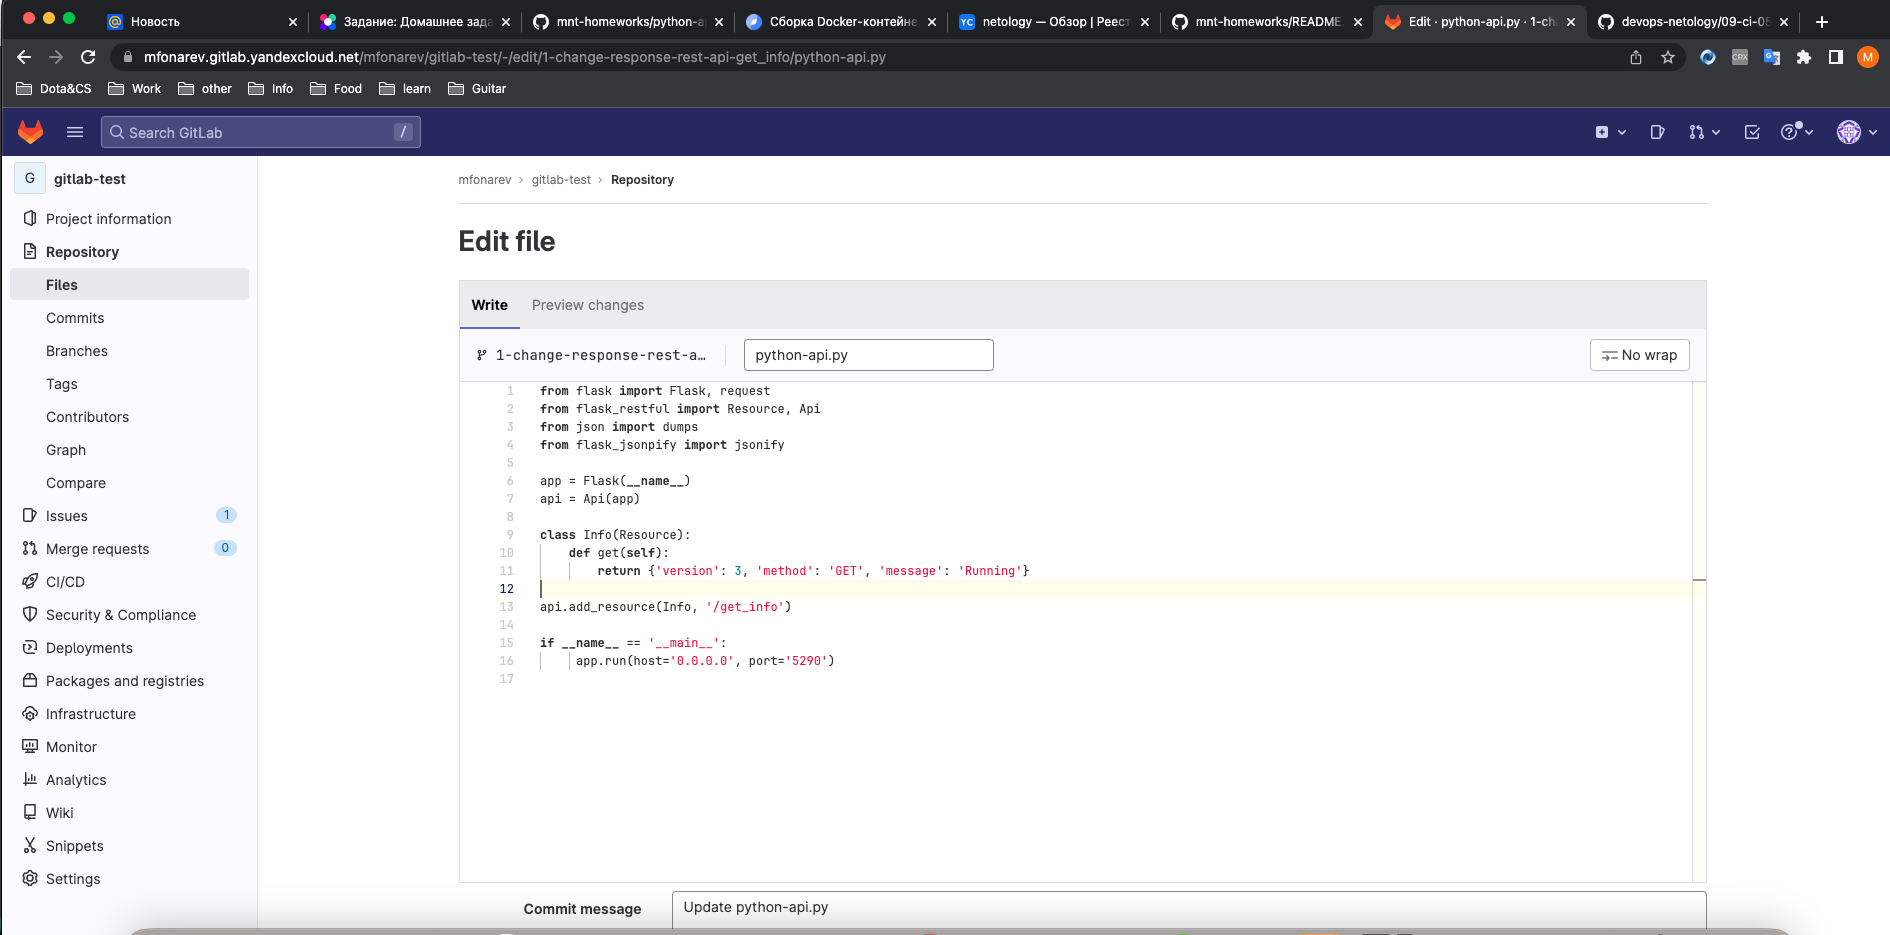 Новость
Задание: Домашнее зада
mnt-homeworks/python-a
Сборка Docker-контейне
YC netology — Обзор | Реест
mnt-homeworks/README.
Edit · python-api.py · 1-ch
devops-netology/09-ci-05
mfonarev.gitlab.yandexcloud.net/mfonarev/gitlab-test/-/edit/1-change-response-rest-api-get_info/python-api.py
CRX
M
Dota&CS
Work
other
Info
Food
learn
Guitar
Search GitLab /
G gitlab-test
Project information
Repository
Files
Commits
Branches
Tags
Contributors
Graph
Compare
Issues 1
Merge requests 0
CI/CD
Security & Compliance
Deployments
Packages and registries
Infrastructure
Monitor
Analytics
Wiki
Snippets
Settings
mfonarev › gitlab-test › Repository
Edit file
Write Preview changes
1-change-response-rest-a… python-api.py No wrap
1 from flask import Flask, request
2 from flask_restful import Resource, Api
3 from json import dumps
4 from flask_jsonpify import jsonify
5
6 app = Flask(__name__)
7 api = Api(app)
8
9 class Info(Resource):
10 def get(self):
11 return {'version': 3, 'method': 'GET', 'message': 'Running'}
12
13 api.add_resource(Info, '/get_info')
14
15 if __name__ == '__main__':
16 app.run(host='0.0.0.0', port='5290')
17
Commit message Update python-api.py